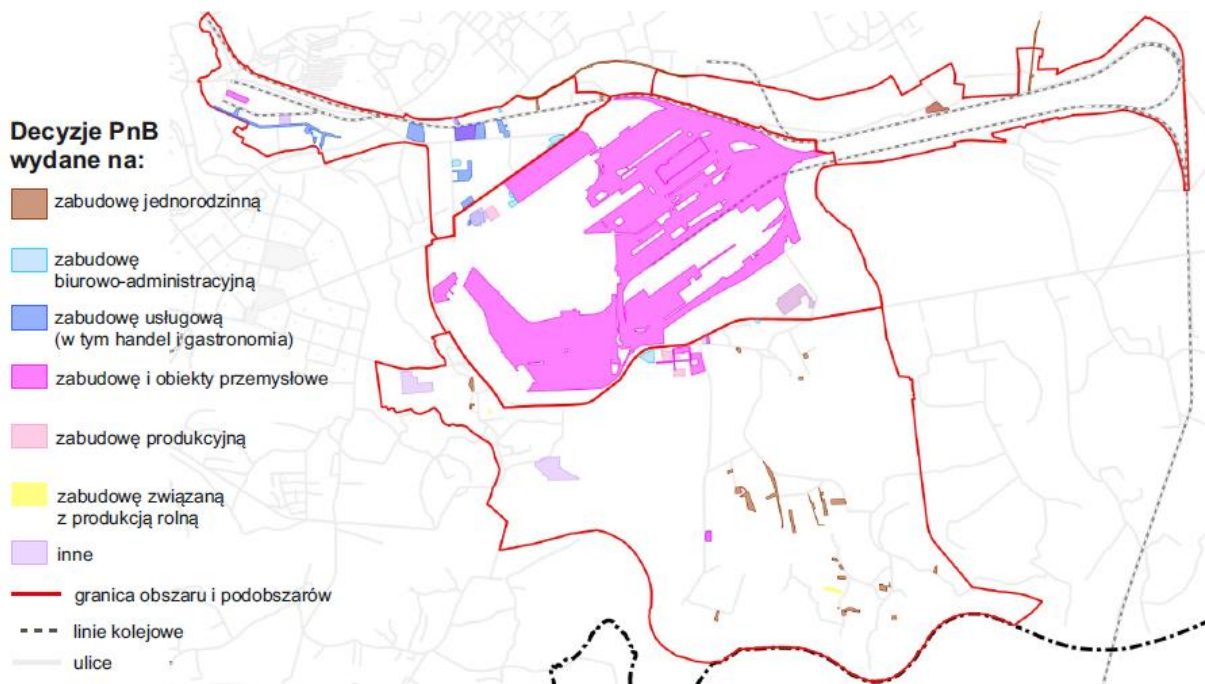 Decyzje PnB
wydane na:
zabudowę jednorodzinną
zabudowę
biurowo-administracyjną
zabudowę usługową
(w tym handel i gastronomia)
zabudowę i obiekty przemysłowe
zabudowę produkcyjną
zabudowę związaną
z produkcją rolną
inne
granica obszaru i podobszarów
linie kolejowe
ulice